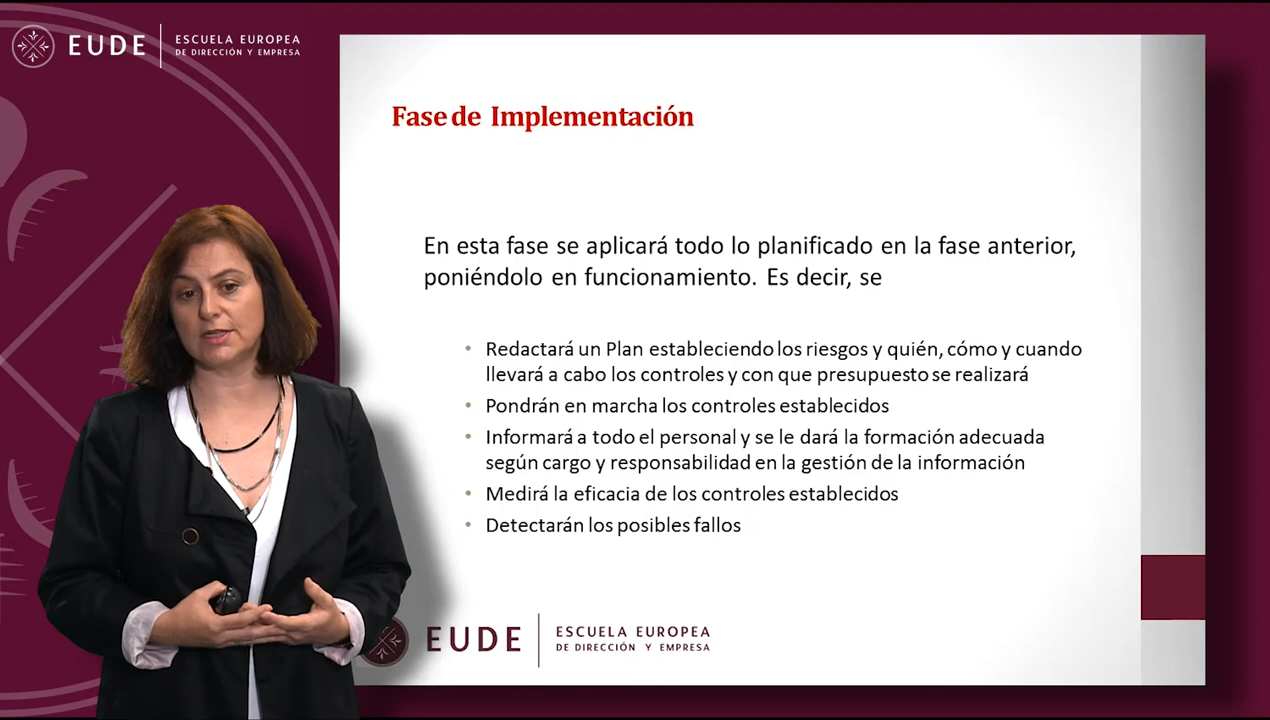 EUDE
ESCUELA EUROPEA
DE DIRECCIÓN Y EMPRESA
Fase de Implementación
En esta fase se aplicará todo lo planificado en la fase anterior,
poniéndolo en funcionamiento. Es decir, se
• Redactará un Plan estableciendo los riesgos y quién, cómo y cuando
llevará a cabo los controles y con que presupuesto se realizará
• Pondrán en marcha los controles establecidos
• Informará a todo el personal y se le dará la formación adecuada
según cargo y responsabilidad en la gestión de la información
• Medirá la eficacia de los controles establecidos
• Detectarán los posibles fallos
EUDE
ESCUELA EUROPEA
DE DIRECCIÓN Y EMPRESA